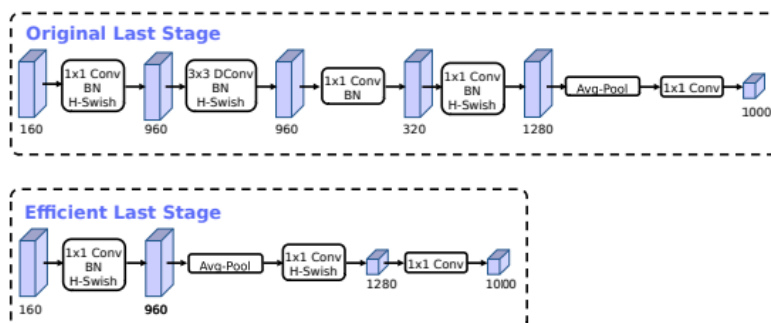 Original Last Stage
1x1 Conv
BN
H-Swish
3x3 DConv
BN
H-Swish
1x1 Conv
BN
1x1 Conv
BN
H-Swish
Avg-Pool
1x1 Conv
160
960
960
320
1280
1000
Efficient Last Stage
1x1 Conv
BN
H-Swish
Avg-Pool
1x1 Conv
H-Swish
1x1 Conv
160
960
1280
1000